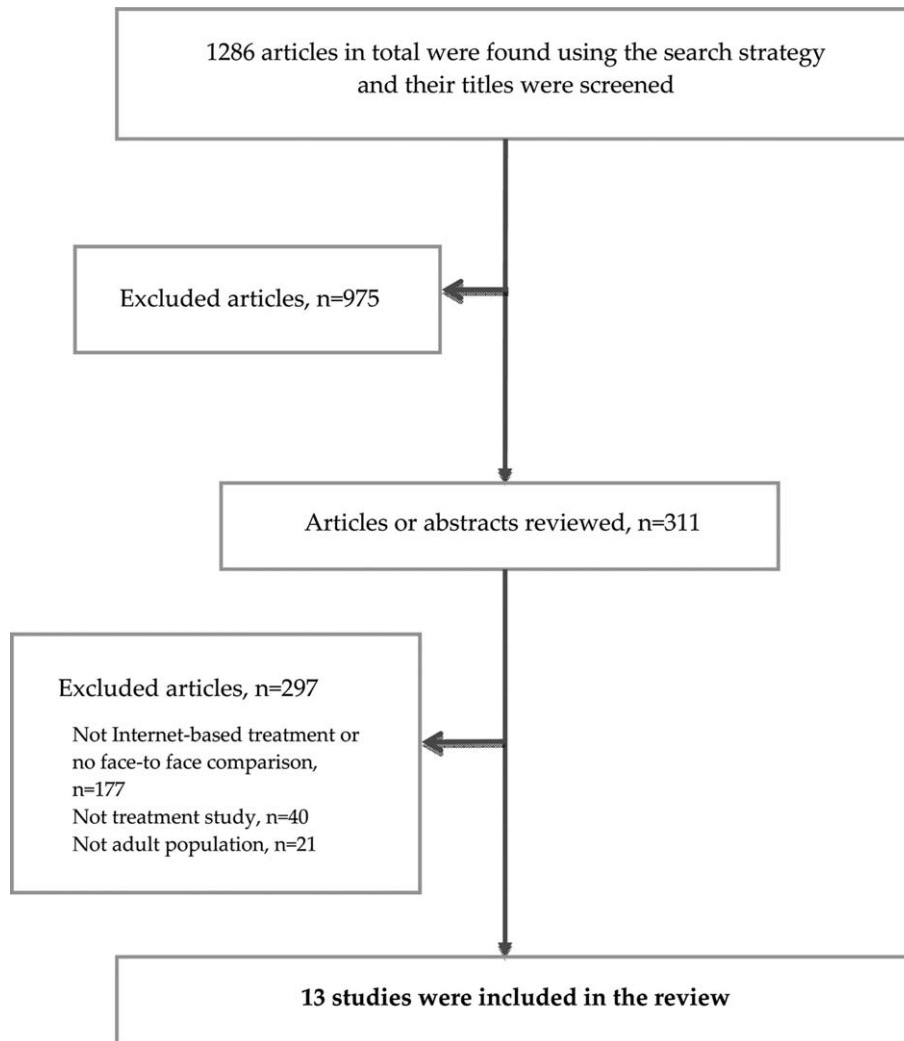 1286 articles in total were found using the search strategy
and their titles were screened
Excluded articles, n=975
Articles or abstracts reviewed, n=311
Excluded articles, n=297
Not Internet-based treatment or
no face-to face comparison,
n=177
Not treatment study, n=40
Not adult population, n=21
13 studies were included in the review